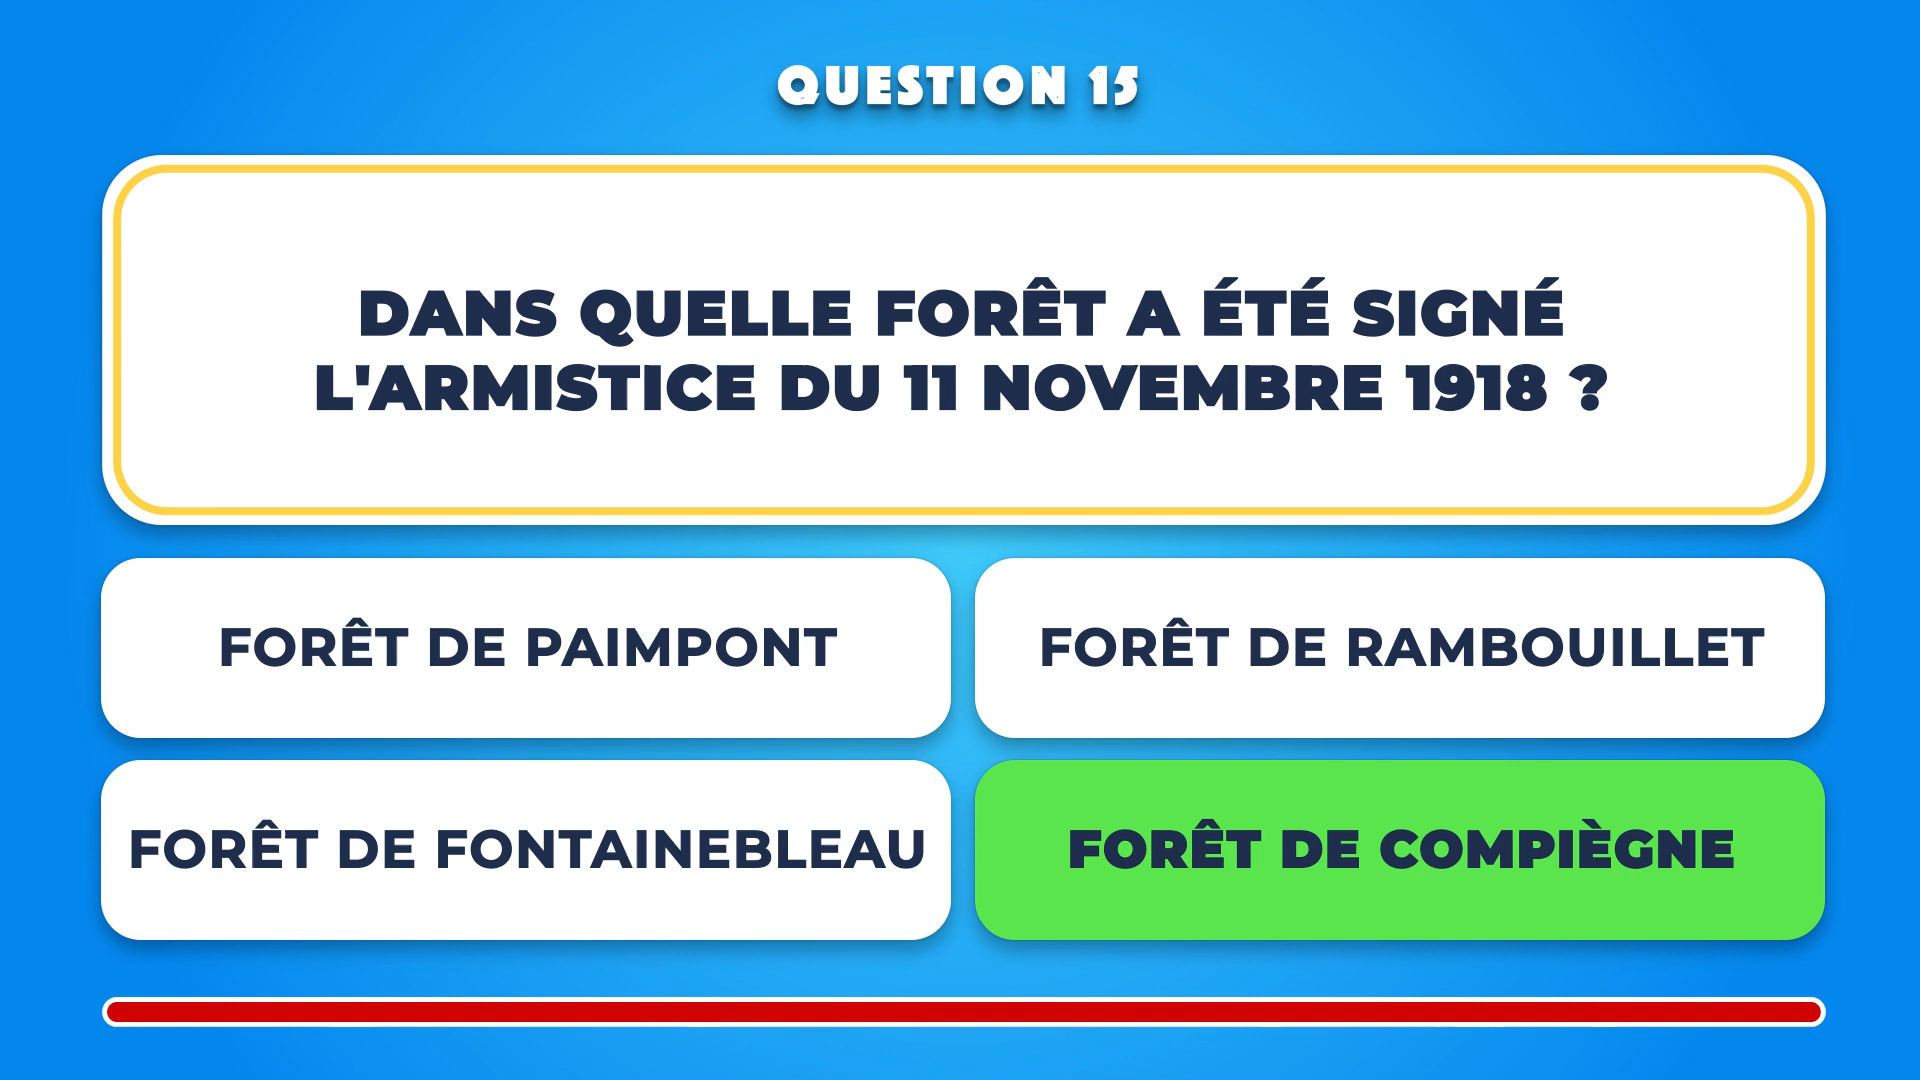 QUESTION 15
DANS QUELLE FORÊT A ÉTÉ SIGNÉ
L'ARMISTICE DU 11 NOVEMBRE 1918 ?
FORÊT DE PAIMPONT
FORÊT DE RAMBOUILLET
FORÊT DE FONTAINEBLEAU
FORÊT DE COMPIÈGNE